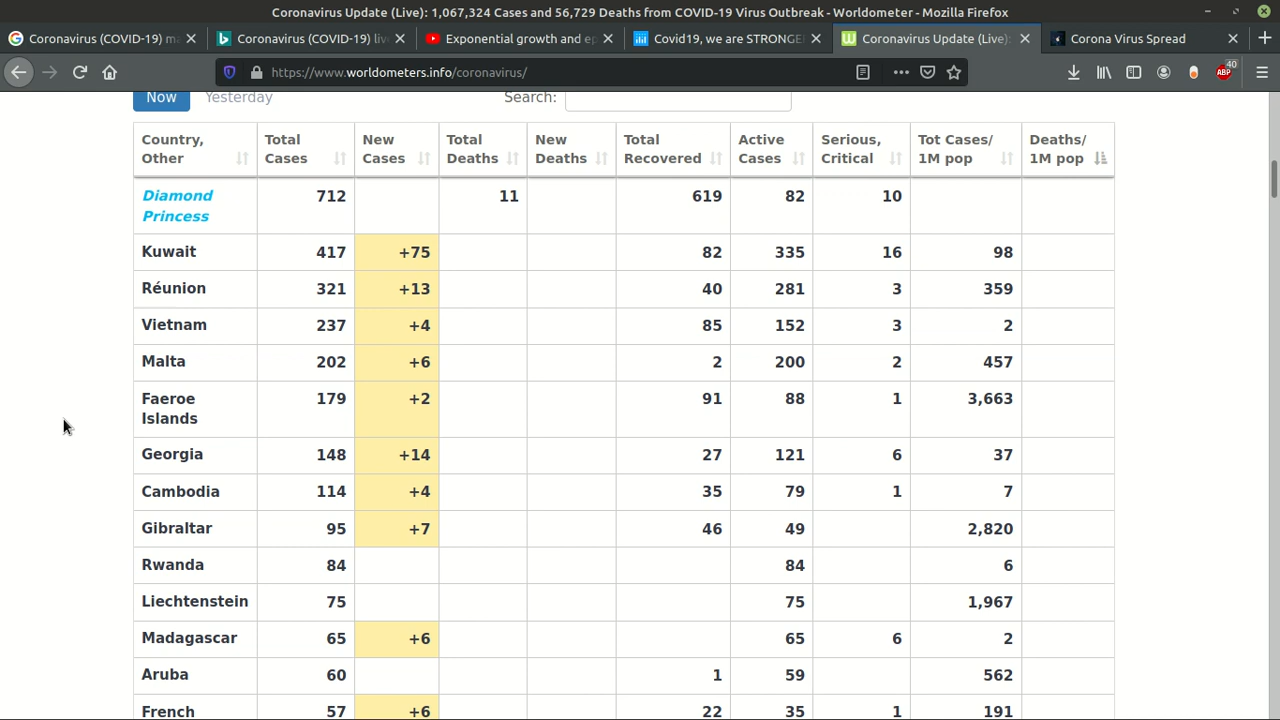 Coronavirus Update (Live): 1,067,324 Cases and 56,729 Deaths from COVID-19 Virus Outbreak - Worldometer - Mozilla Firefox
Coronavirus (COVID-19) m Coronavirus (COVID-19) liv Exponential growth and ep Covid19, we are STRONGE Coronavirus Update (Live): Corona Virus Spread
https://www.worldometers.info/coronavirus/ ABP 40
Now Yesterday Search:
Country, Other Total Cases New Cases Total Deaths New Deaths Total Recovered Active Cases Serious, Critical Tot Cases/ 1M pop Deaths/ 1M pop
Diamond Princess 712 11 619 82 10
Kuwait 417 +75 82 335 16 98
Réunion 321 +13 40 281 3 359
Vietnam 237 +4 85 152 3 2
Malta 202 +6 2 200 2 457
Faeroe Islands 179 +2 91 88 1 3,663
Georgia 148 +14 27 121 6 37
Cambodia 114 +4 35 79 1 7
Gibraltar 95 +7 46 49 2,820
Rwanda 84 84 6
Liechtenstein 75 75 1,967
Madagascar 65 +6 65 6 2
Aruba 60 1 59 562
French 57 +6 22 35 1 191